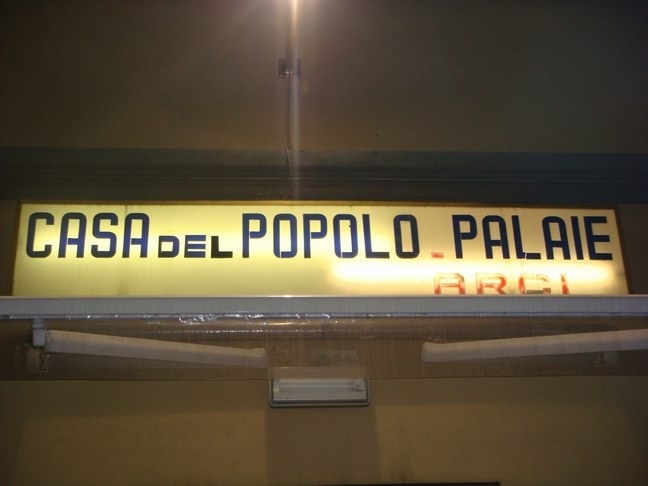 CASA DEL POPOLO - PALAIE
ARCI